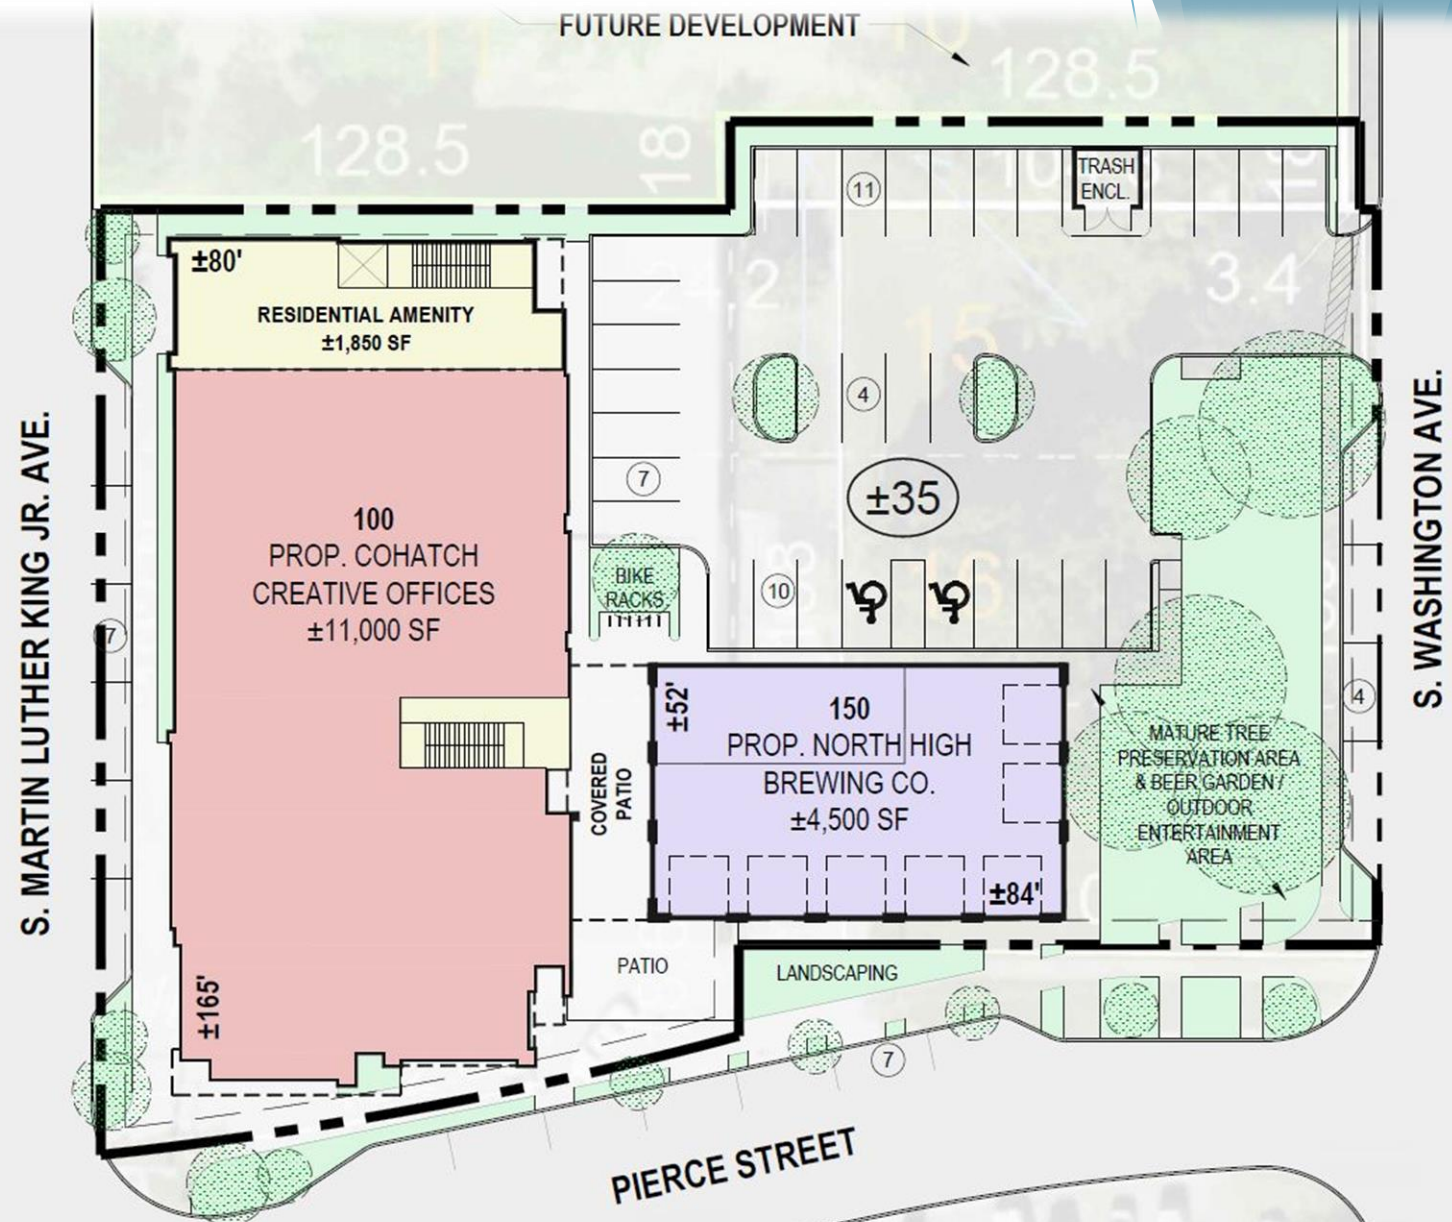 FUTURE DEVELOPMENT
11
10
128.5
128.5
18
TRASH
ENCL.
11
±80'
RESIDENTIAL AMENITY
±1,850 SF
3.4
15
4
7
±35
100
PROP. COHATCH
CREATIVE OFFICES
±11,000 SF
BIKE
RACKS
10
16
7
S. MARTIN LUTHER KING JR. AVE.
S. WASHINGTON AVE.
4
±52'
150
PROP. NORTH HIGH
BREWING CO.
±4,500 SF
±84'
COVERED
PATIO
MATURE TREE
PRESERVATION AREA
& BEER GARDEN /
OUTDOOR
ENTERTAINMENT
AREA
±165'
PATIO
LANDSCAPING
7
PIERCE STREET